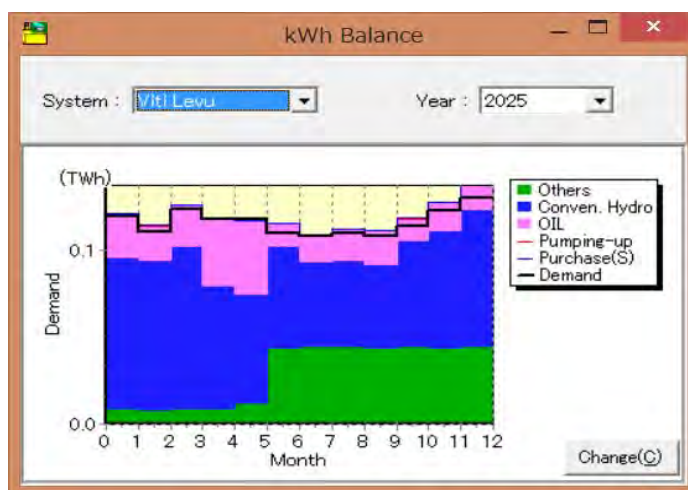 kWh Balance
System : Viti Levu
Year : 2025
(TWh)
0.1
0.0
Demand
0 1 2 3 4 5 6 7 8 9 10 11 12
Month
Others
Conven. Hydro
OIL
Pumping-up
Purchase(S)
Demand
Change(C)